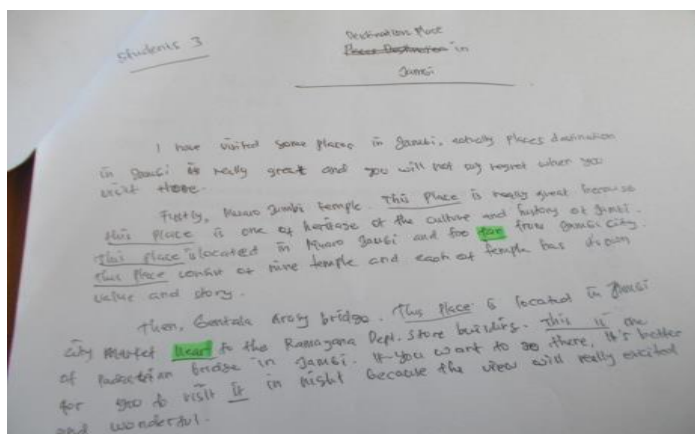 Students 3
Destination Place
Places Destination in
Jambi
I have visited some places in Jambi, actually places destination
in Jambi is really great and you will not regret when you
visit there.
Firstly, Muaro Jambi temple. This place is really great because
this place is one of heritage of the culture and history of Jambi.
this place is located in Muaro Jambi and too far from Jambi city.
this place consist of nine temple and each of temple has its own
value and story.
Then, Gentala Arasy bridge. This place is located in Jambi
city market near to the Ramayana Dept. Store building. This is one
of pedestrian bridge in Jambi. If you want to go there, it's better
for you to visit it in night because the view will really excited
and wonderful.